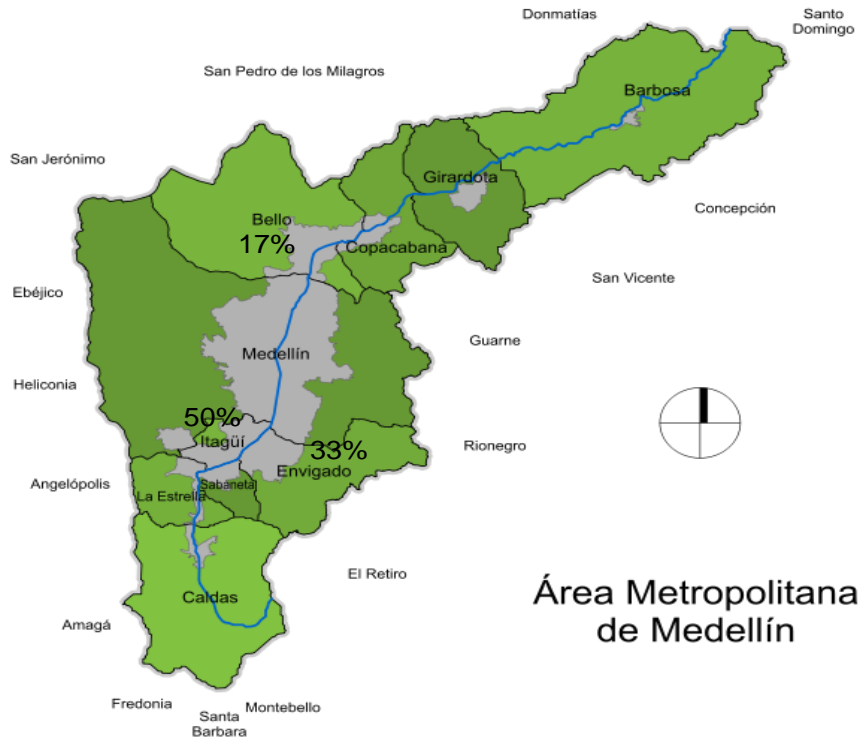 Donmatías
Santo
Domingo
San Pedro de los Milagros
Barbosa
San Jerónimo
Girardota
Concepción
Bello
17%
Copacabana
San Vicente
Ebéjico
Guarne
Medellín
Heliconia
50%
Itagüí
33%
Envigado
Rionegro
Angelópolis
La Estrella
Sabaneta
El Retiro
Caldas
Área Metropolitana
de Medellín
Amagá
Fredonia
Santa
Barbara
Montebello